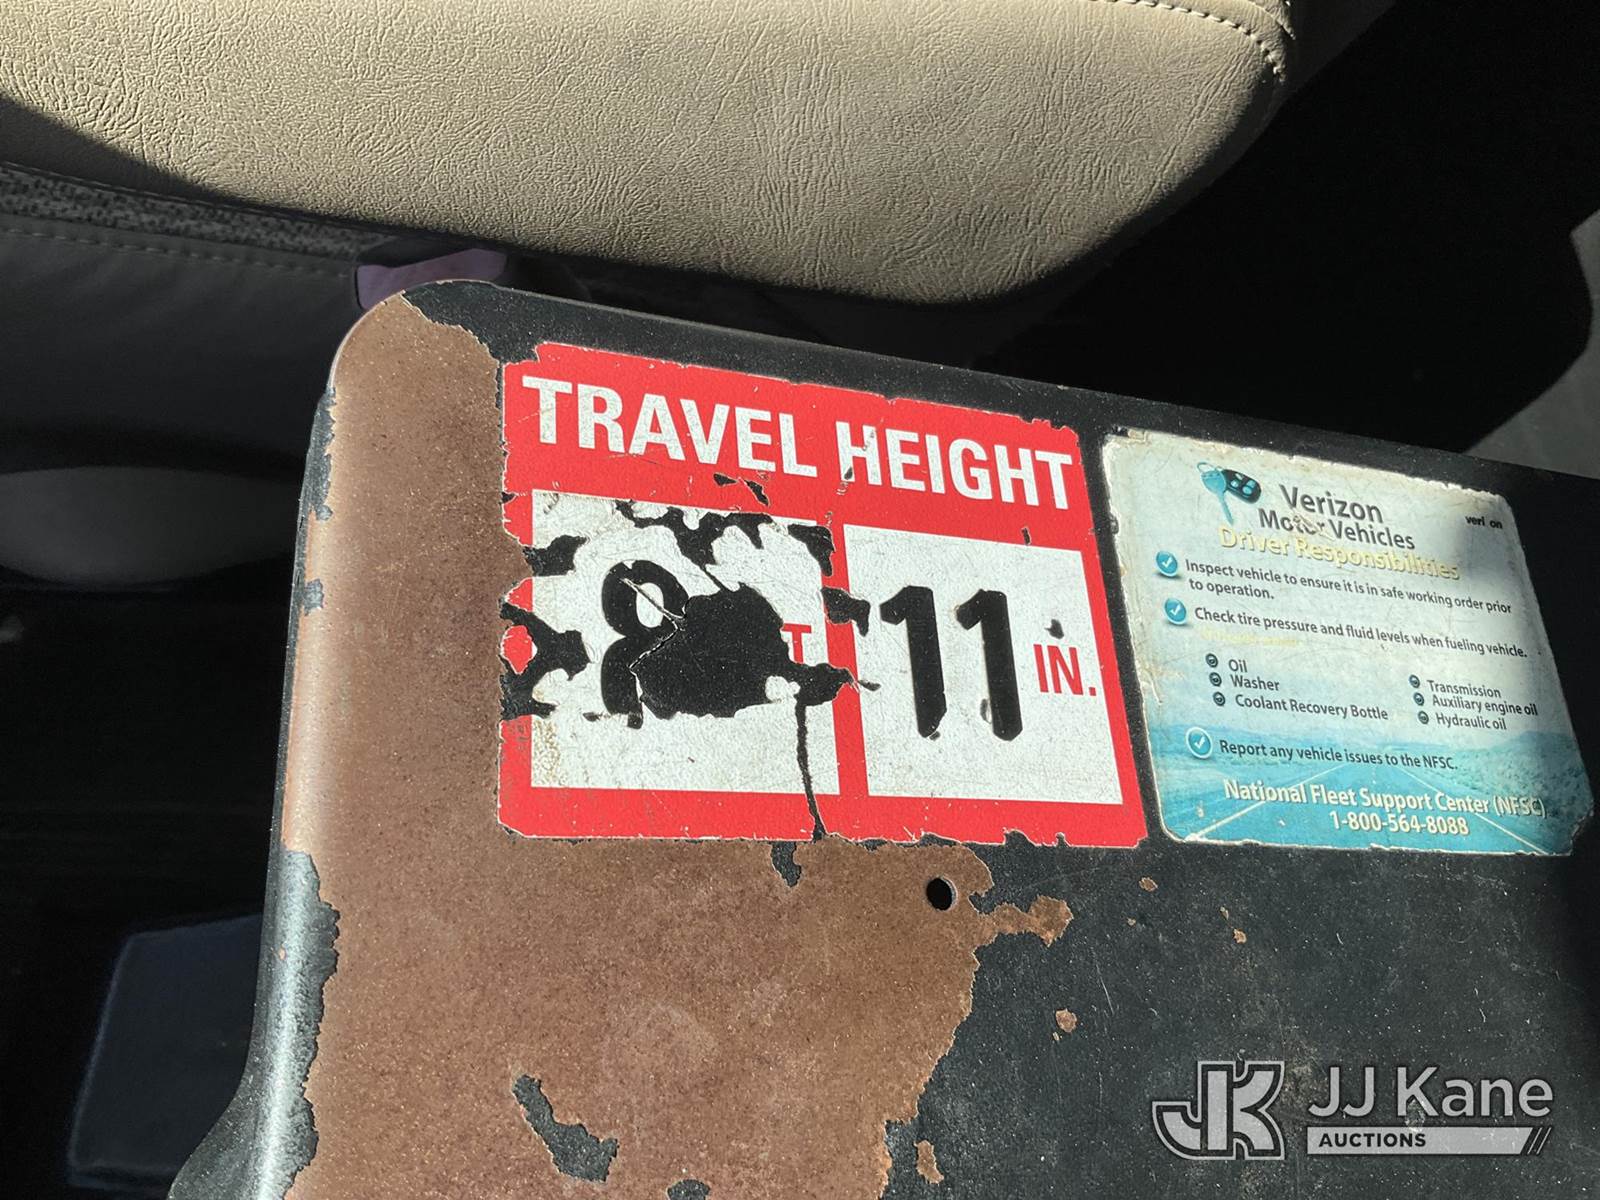 TRAVEL HEIGHT
8 11 IN.
Verizon
verizon
Motor Vehicles
Driver Responsibilities
Inspect vehicle to ensure it is in safe working order prior
to operation.
Check tire pressure and fluid levels when fueling vehicle.
Oil
Washer
Coolant Recovery Bottle
Transmission
Auxiliary engine oil
Hydraulic oil
Report any vehicle issues to the NFSC.
National Fleet Support Center (NFSC)
1-800-564-8088
JK JJ Kane
AUCTIONS